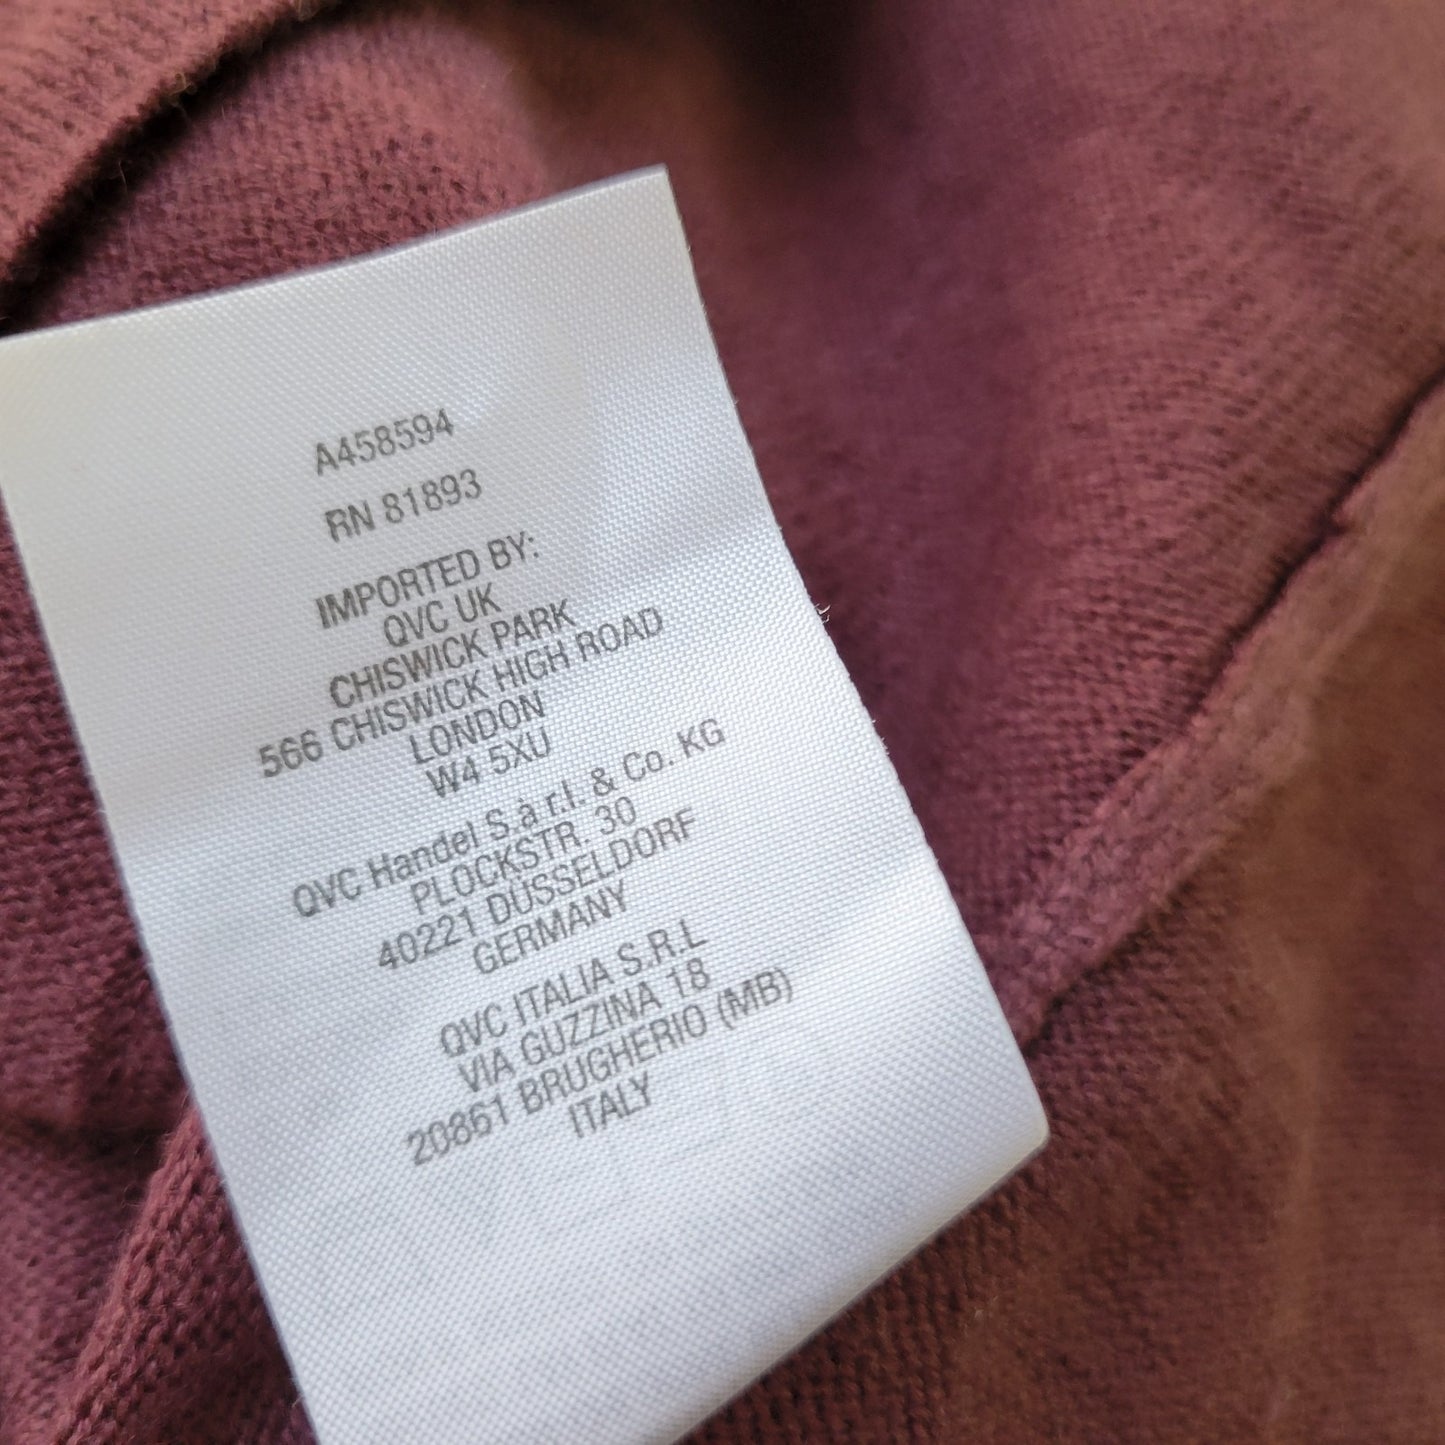 A458594
RN 81893
IMPORTED BY:
QVC UK
CHISWICK PARK
566 CHISWICK HIGH ROAD
LONDON
W4 5XU
QVC Handel S.à r.l. & Co. KG
PLOCKSTR. 30
40221 DÜSSELDORF
GERMANY
QVC ITALIA S.R.L
VIA GUZZINA 18
20861 BRUGHERIO (MB)
ITALY